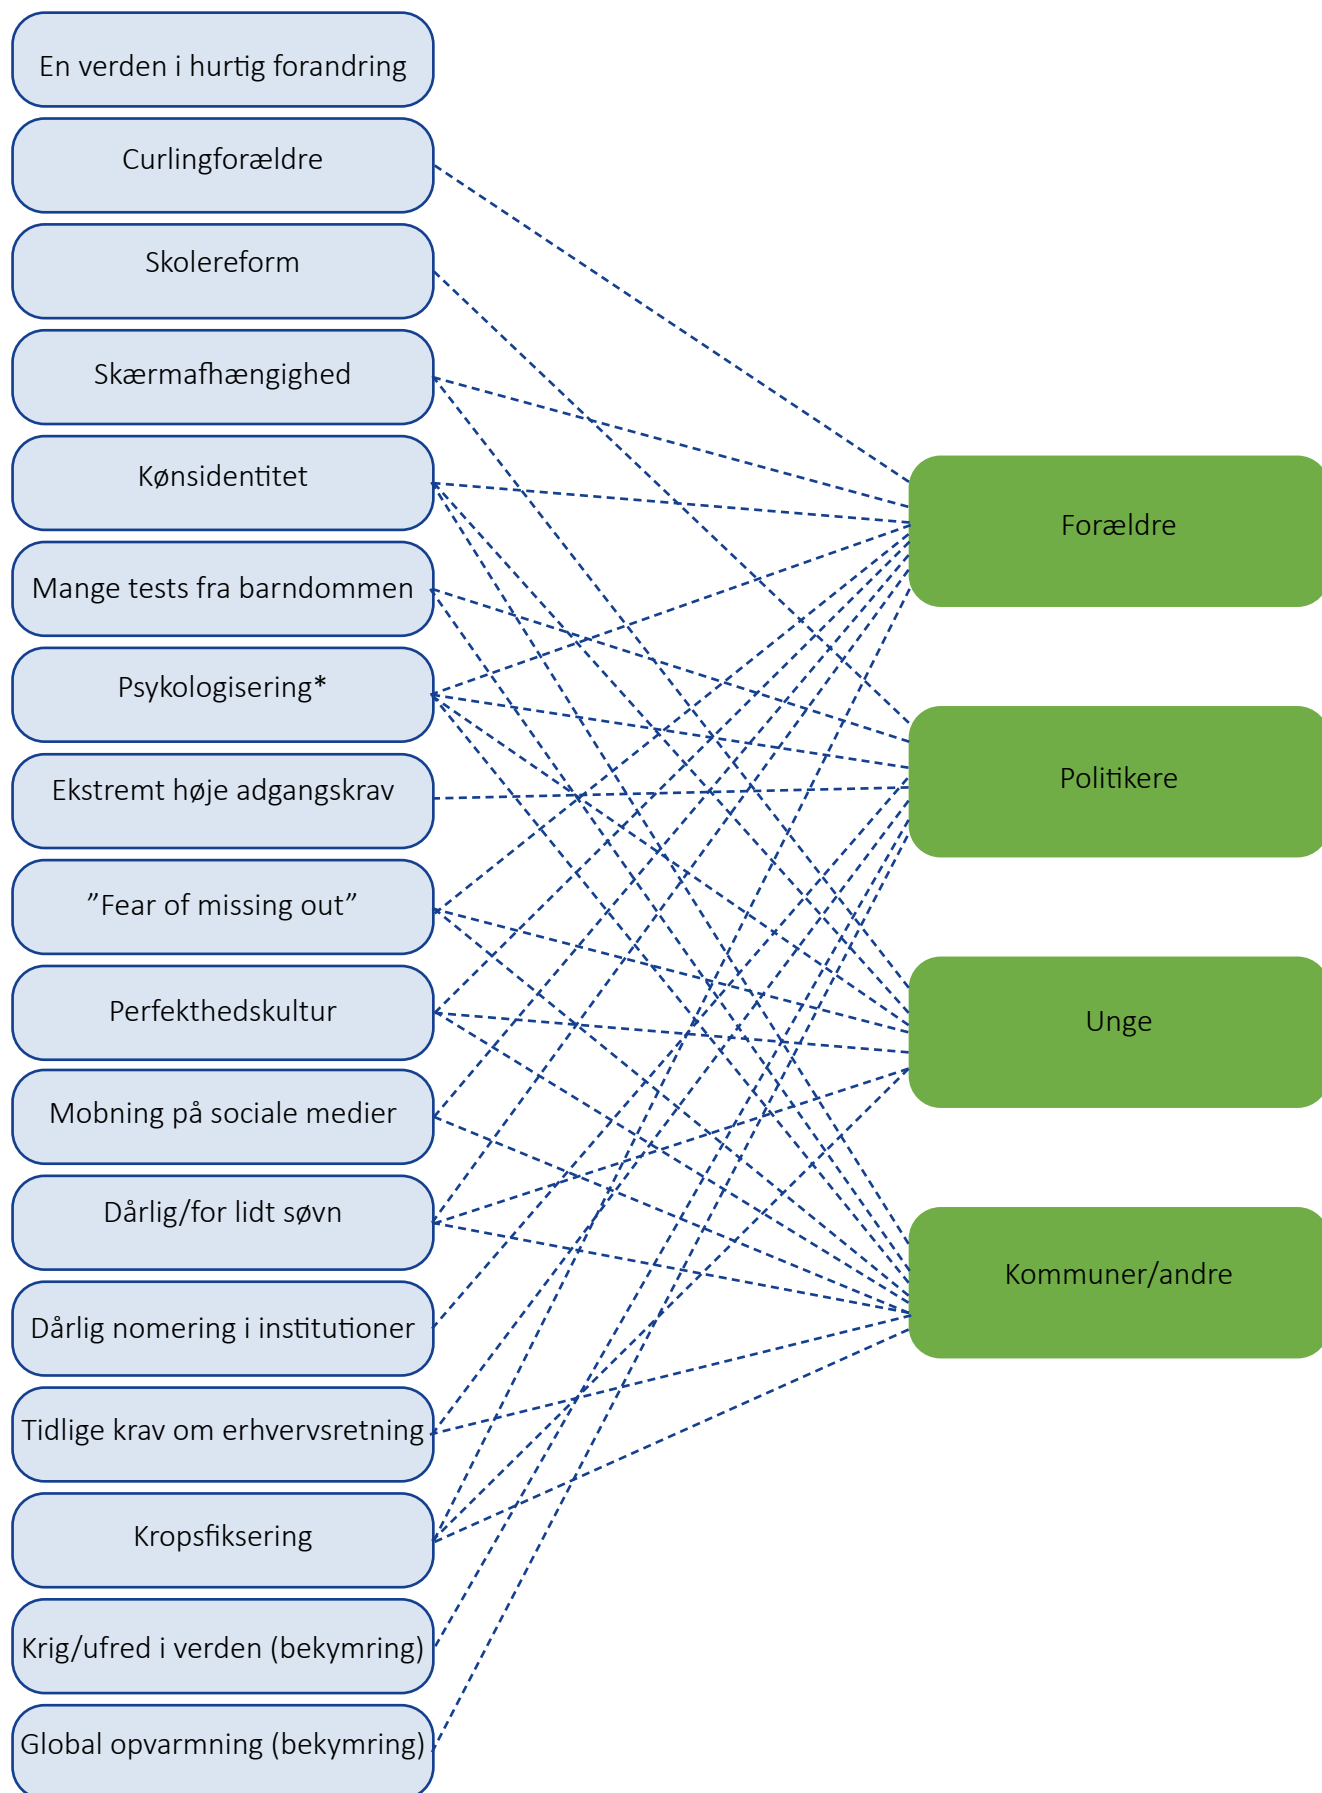 En verden i hurtig forandring
Curlingforældre
Skolereform
Skærmafhængighed
Kønsidentitet
Mange tests fra barndommen
Psykologisering*
Ekstremt høje adgangskrav
”Fear of missing out”
Perfekthedskultur
Mobning på sociale medier
Dårlig/for lidt søvn
Dårlig nomering i institutioner
Tidlige krav om erhvervsretning
Kropsfiksering
Krig/ufred i verden (bekymring)
Global opvarmning (bekymring)
Forældre
Politikere
Unge
Kommuner/andre